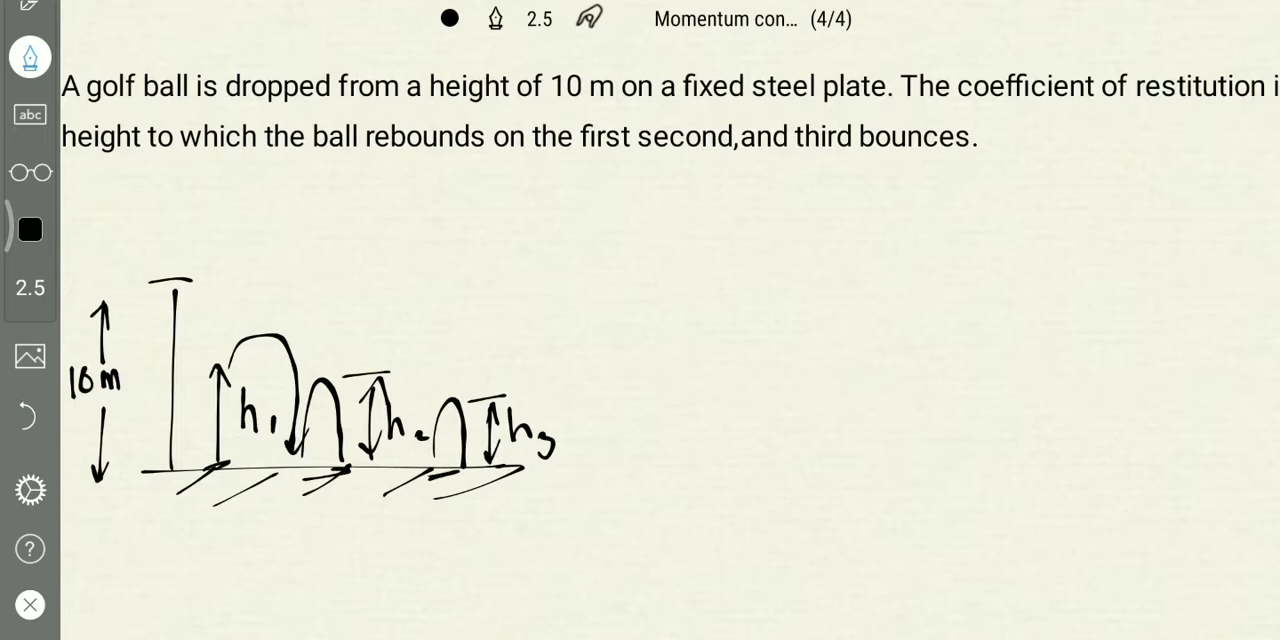 2.5 Momentum con... (4/4)
A golf ball is dropped from a height of 10 m on a fixed steel plate. The coefficient of restitution i
abc
height to which the ball rebounds on the first second,and third bounces.
2.5
10m
h1 h2 h3